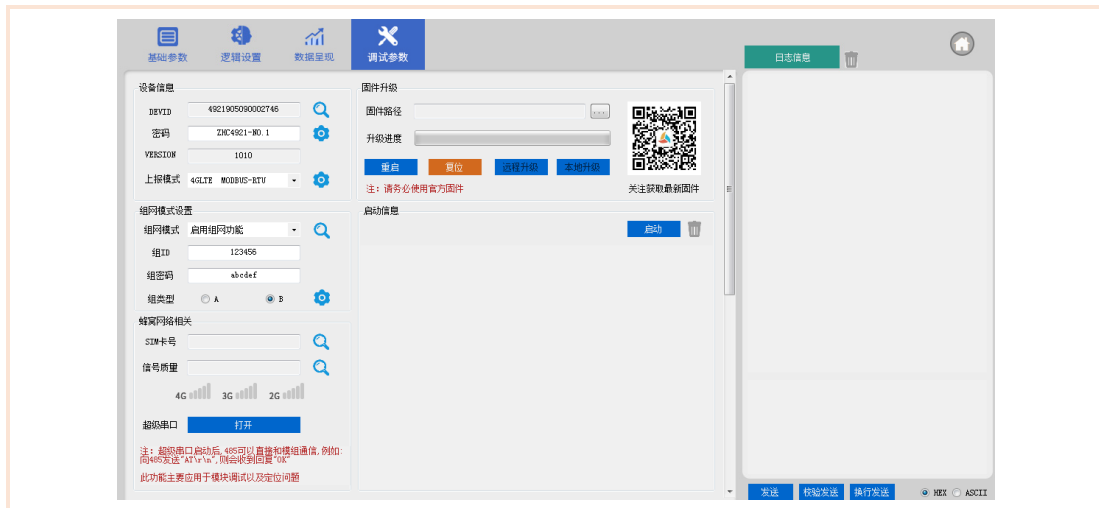 基础参数
逻辑设置
数据呈现
调试参数
日志信息
设备信息
DEVID 4921905090002746
密码 ZHC4921-NO.1
VERSION 1010
上报模式 4GLTE MODBUS-RTU
组网模式设置
组网模式 启用组网功能
组ID 123456
组密码 abcdef
组类型 A B
蜂窝网络相关
SIM卡号
信号质里
4G 3G 2G
超级串口 打开
注：超级串口启动后,485可以直接和模组通信,例如:
向485发送"AT\r\n",则会收到回复"OK"
此功能主要应用于模块调试以及定位问题
固件升级
固件路径 ...
升级进度
重启 复位 远程升级 本地升级
注：请务必使用官方固件
关注获取最新固件
启动信息
启动
发送 校验发送 换行发送 HEX ASCII